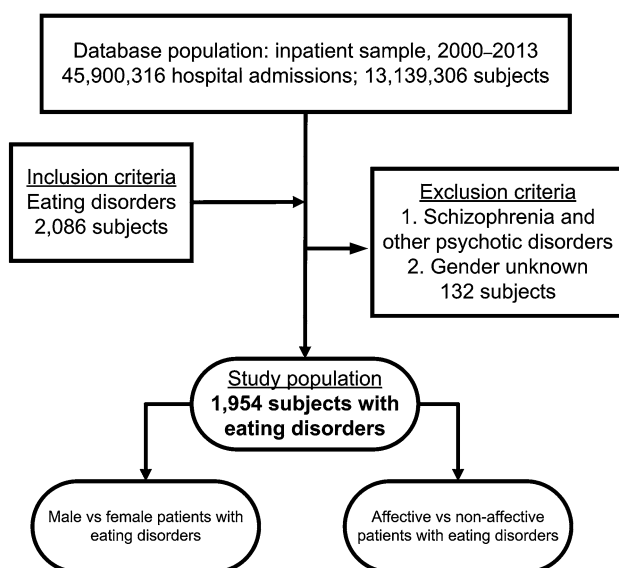 Database population: inpatient sample, 2000–2013
45,900,316 hospital admissions; 13,139,306 subjects
Inclusion criteria
Eating disorders
2,086 subjects
Exclusion criteria
1. Schizophrenia and
other psychotic disorders
2. Gender unknown
132 subjects
Study population
1,954 subjects with
eating disorders
Male vs female patients with
eating disorders
Affective vs non-affective
patients with eating disorders